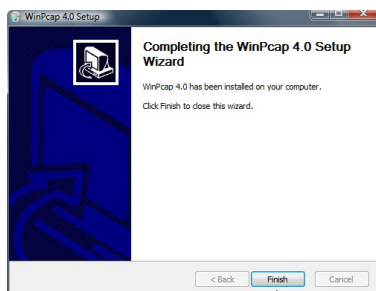 WinPcap 4.0 Setup
Completing the WinPcap 4.0 Setup
Wizard
WinPcap 4.0 has been installed on your computer.
Click Finish to close this wizard.
< Back
Finish
Cancel